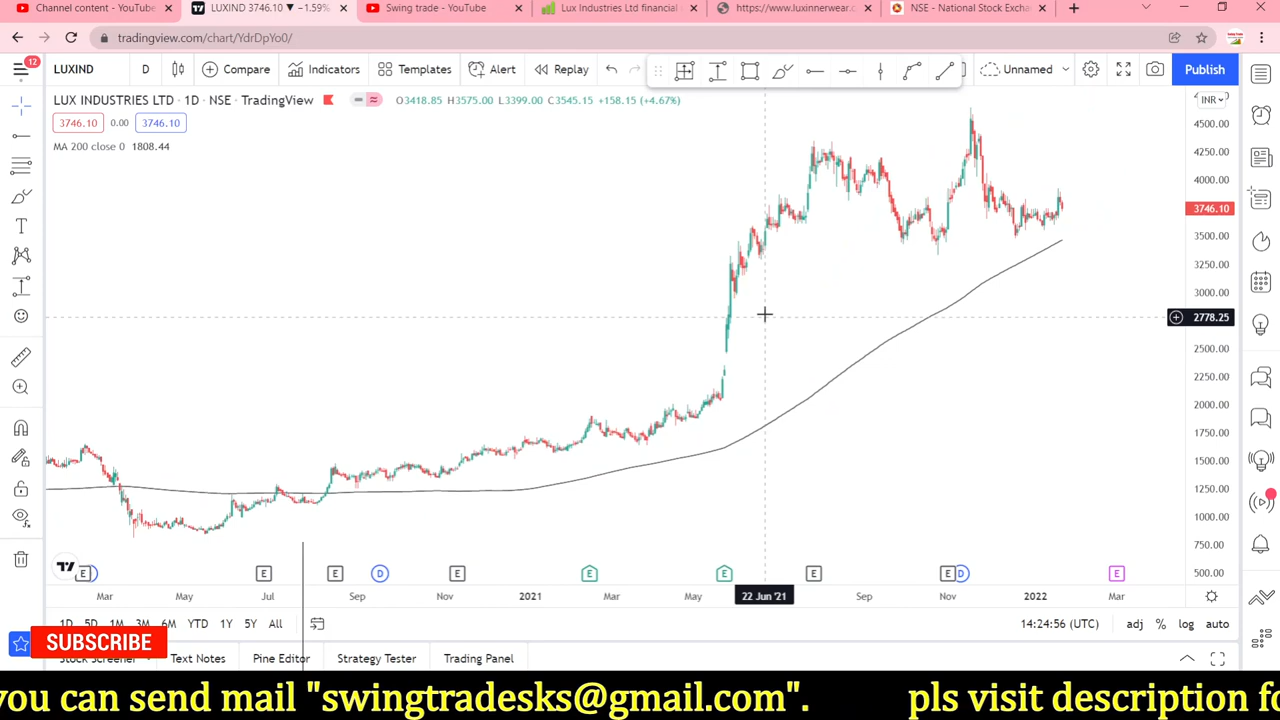 Channel content - YouTube
LUXIND 3746.10 ▼ −1.59%
Swing trade - YouTube
Lux Industries Ltd financial
https://www.luxinnerwear.c
NSE - National Stock Excha
tradingview.com/chart/YdrDpYo0/
12
LUXIND
D
Compare
Indicators
Templates
Alert
Replay
Unnamed
Publish
LUX INDUSTRIES LTD · 1D · NSE · TradingView
O3418.85 H3575.00 L3399.00 C3545.15 +158.15 (+4.67%)
INR
3746.10 0.00 3746.10
MA 200 close 0 1808.44
4500.00
4250.00
4000.00
3746.10
3500.00
3250.00
3000.00
2778.25
2500.00
2250.00
2000.00
1750.00
1500.00
1250.00
1000.00
750.00
500.00
E D E E D E E E E E D E
Mar May Jul Sep Nov 2021 Mar May 22 Jun '21 Sep Nov 2022 Mar
1D 5D 1M 3M 6M YTD 1Y 5Y All
14:24:56 (UTC) adj % log auto
SUBSCRIBE
Stock Screener Text Notes Pine Editor Strategy Tester Trading Panel
you can send mail "swingtradesks@gmail.com". pls visit description fo